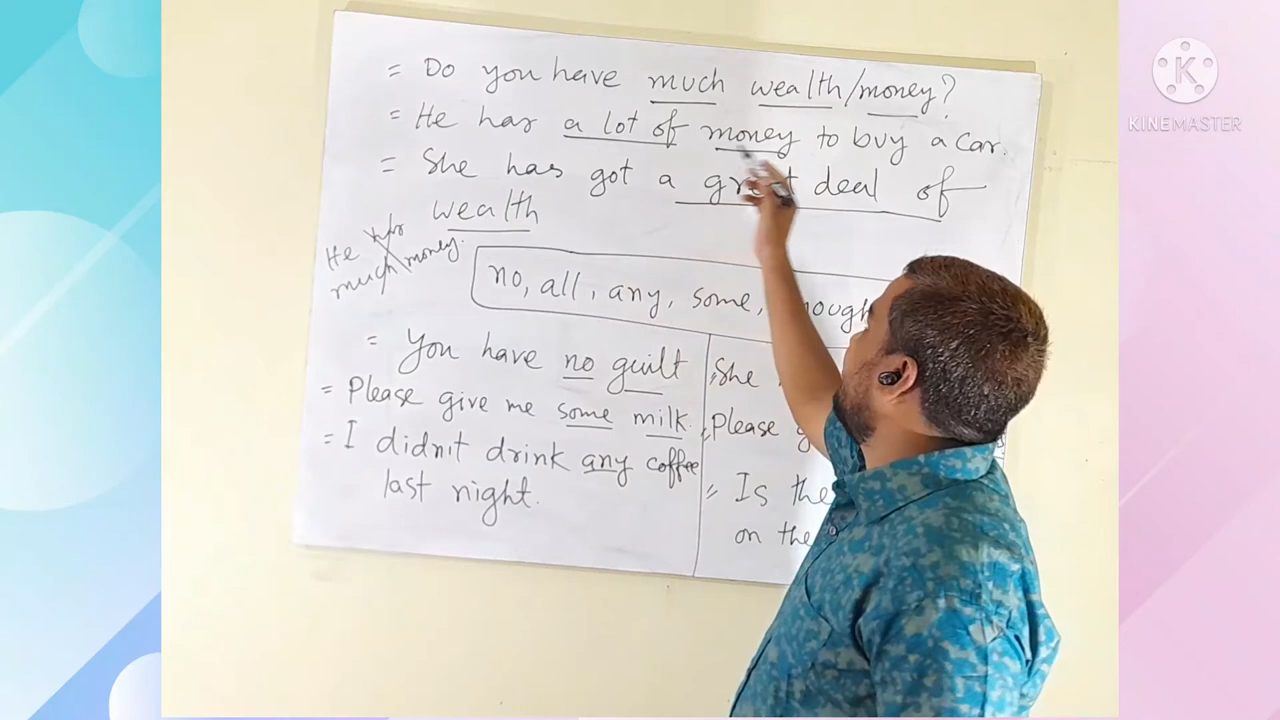 = Do you have much wealth/money?
= He has a lot of money to buy a car.
= She has got a great deal of
wealth
He has
much money.
no, all, any, some, enough
= You have no guilt
= Please give me some milk.
= I didn't drink any coffee
last night.
= She
= Please
= Is the
on the
K
KINEMASTER